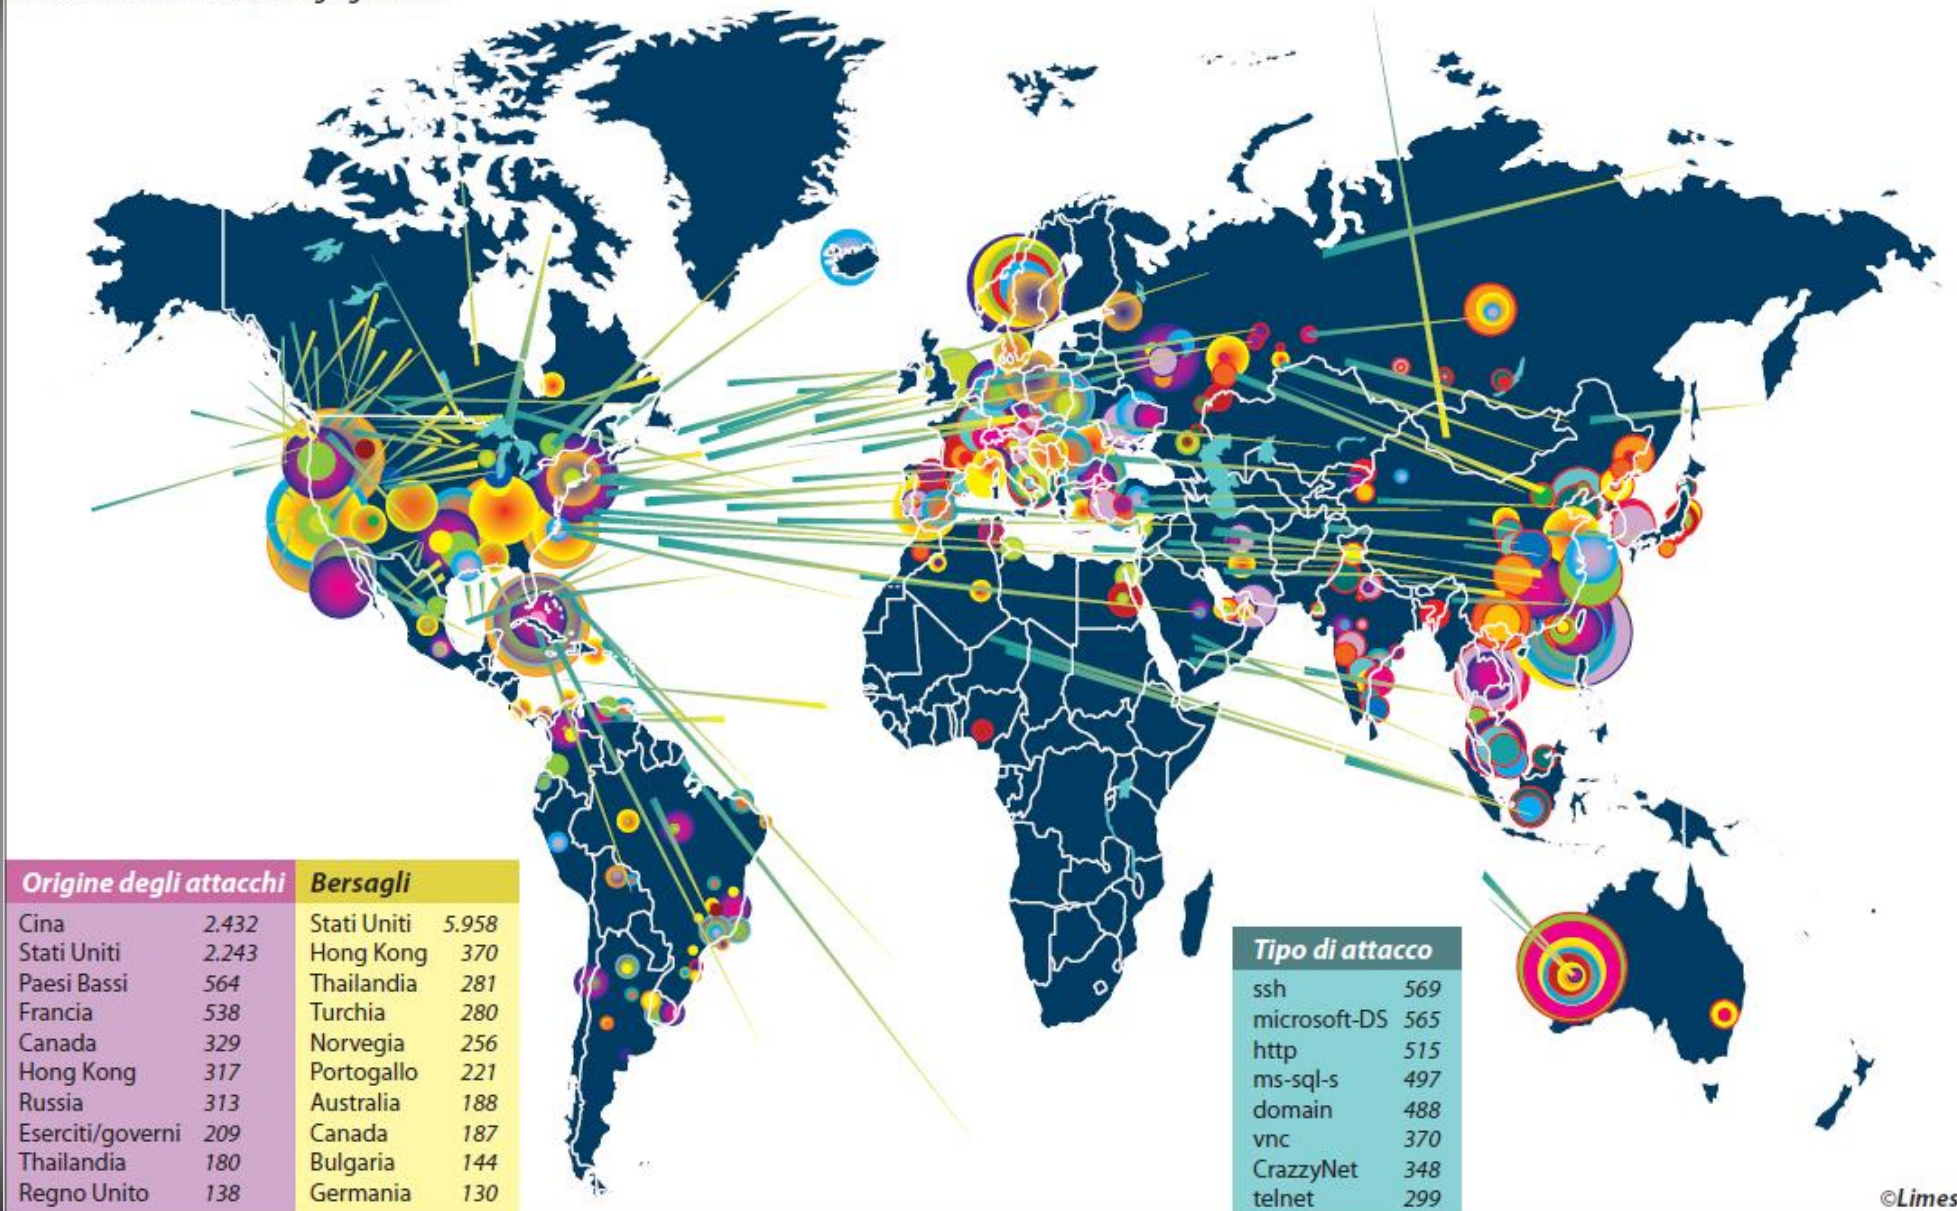 Origine degli attacchi
Cina 2.432
Stati Uniti 2.243
Paesi Bassi 564
Francia 538
Canada 329
Hong Kong 317
Russia 313
Eserciti/governi 209
Thailandia 180
Regno Unito 138
Bersagli
Stati Uniti 5.958
Hong Kong 370
Thailandia 281
Turchia 280
Norvegia 256
Portogallo 221
Australia 188
Canada 187
Bulgaria 144
Germania 130
Tipo di attacco
ssh 569
microsoft-DS 565
http 515
ms-sql-s 497
domain 488
vnc 370
CrazzyNet 348
telnet 299
©Limes